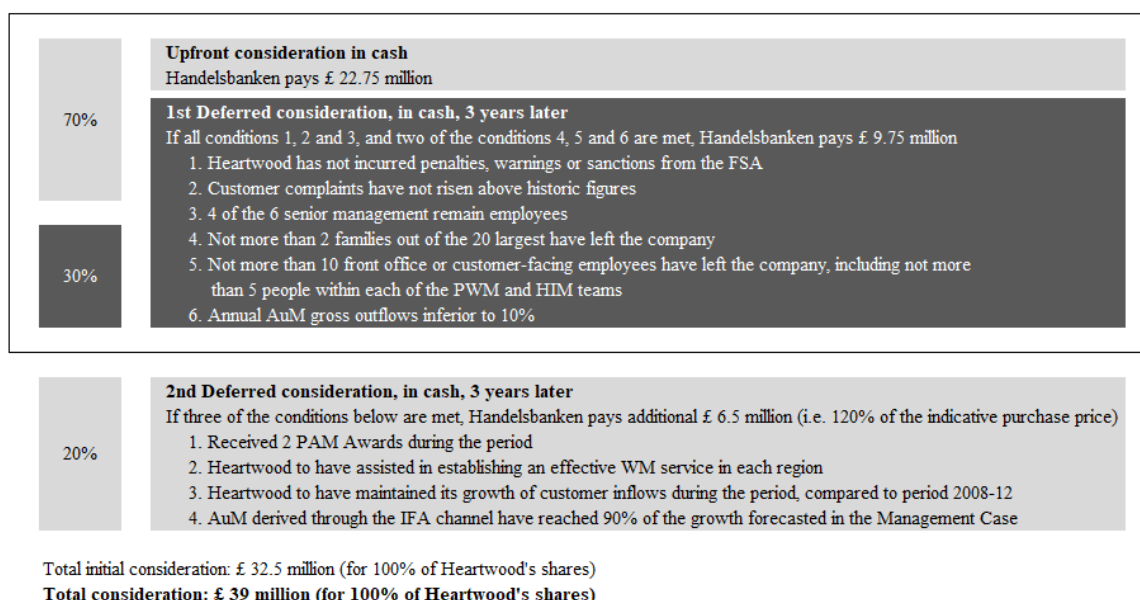 70%
Upfront consideration in cash
Handelsbanken pays £ 22.75 million
30%
1st Deferred consideration, in cash, 3 years later
If all conditions 1, 2 and 3, and two of the conditions 4, 5 and 6 are met, Handelsbanken pays £ 9.75 million
1. Heartwood has not incurred penalties, warnings or sanctions from the FSA
2. Customer complaints have not risen above historic figures
3. 4 of the 6 senior management remain employees
4. Not more than 2 families out of the 20 largest have left the company
5. Not more than 10 front office or customer-facing employees have left the company, including not more
than 5 people within each of the PWM and HIM teams
6. Annual AuM gross outflows inferior to 10%
20%
2nd Deferred consideration, in cash, 3 years later
If three of the conditions below are met, Handelsbanken pays additional £ 6.5 million (i.e. 120% of the indicative purchase price)
1. Received 2 PAM Awards during the period
2. Heartwood to have assisted in establishing an effective WM service in each region
3. Heartwood to have maintained its growth of customer inflows during the period, compared to period 2008-12
4. AuM derived through the IFA channel have reached 90% of the growth forecasted in the Management Case
Total initial consideration: £ 32.5 million (for 100% of Heartwood's shares)
Total consideration: £ 39 million (for 100% of Heartwood's shares)